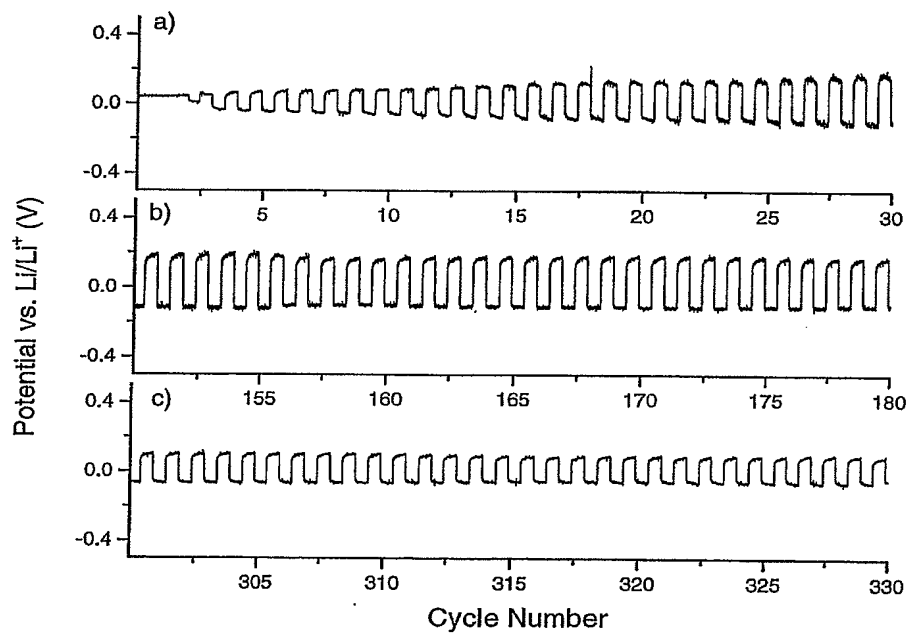 a)
0.4
0.0
-0.4
5 10 15 20 25 30
b)
0.4
0.0
-0.4
155 160 165 170 175 180
c)
0.4
0.0
-0.4
305 310 315 320 325 330
Potential vs. Li/Li⁺ (V)
Cycle Number